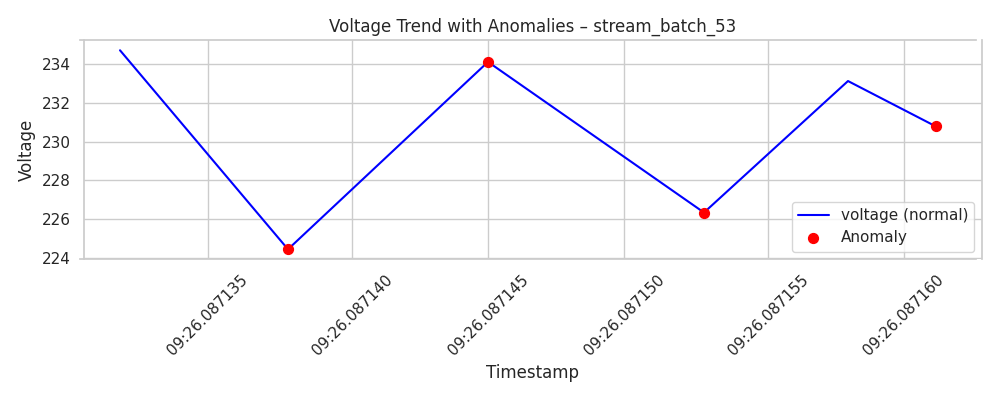 Voltage Trend with Anomalies – stream_batch_53
Voltage
234
232
230
228
226
224
voltage (normal)
Anomaly
09:26.087135
09:26.087140
09:26.087145
09:26.087150
09:26.087155
09:26.087160
Timestamp